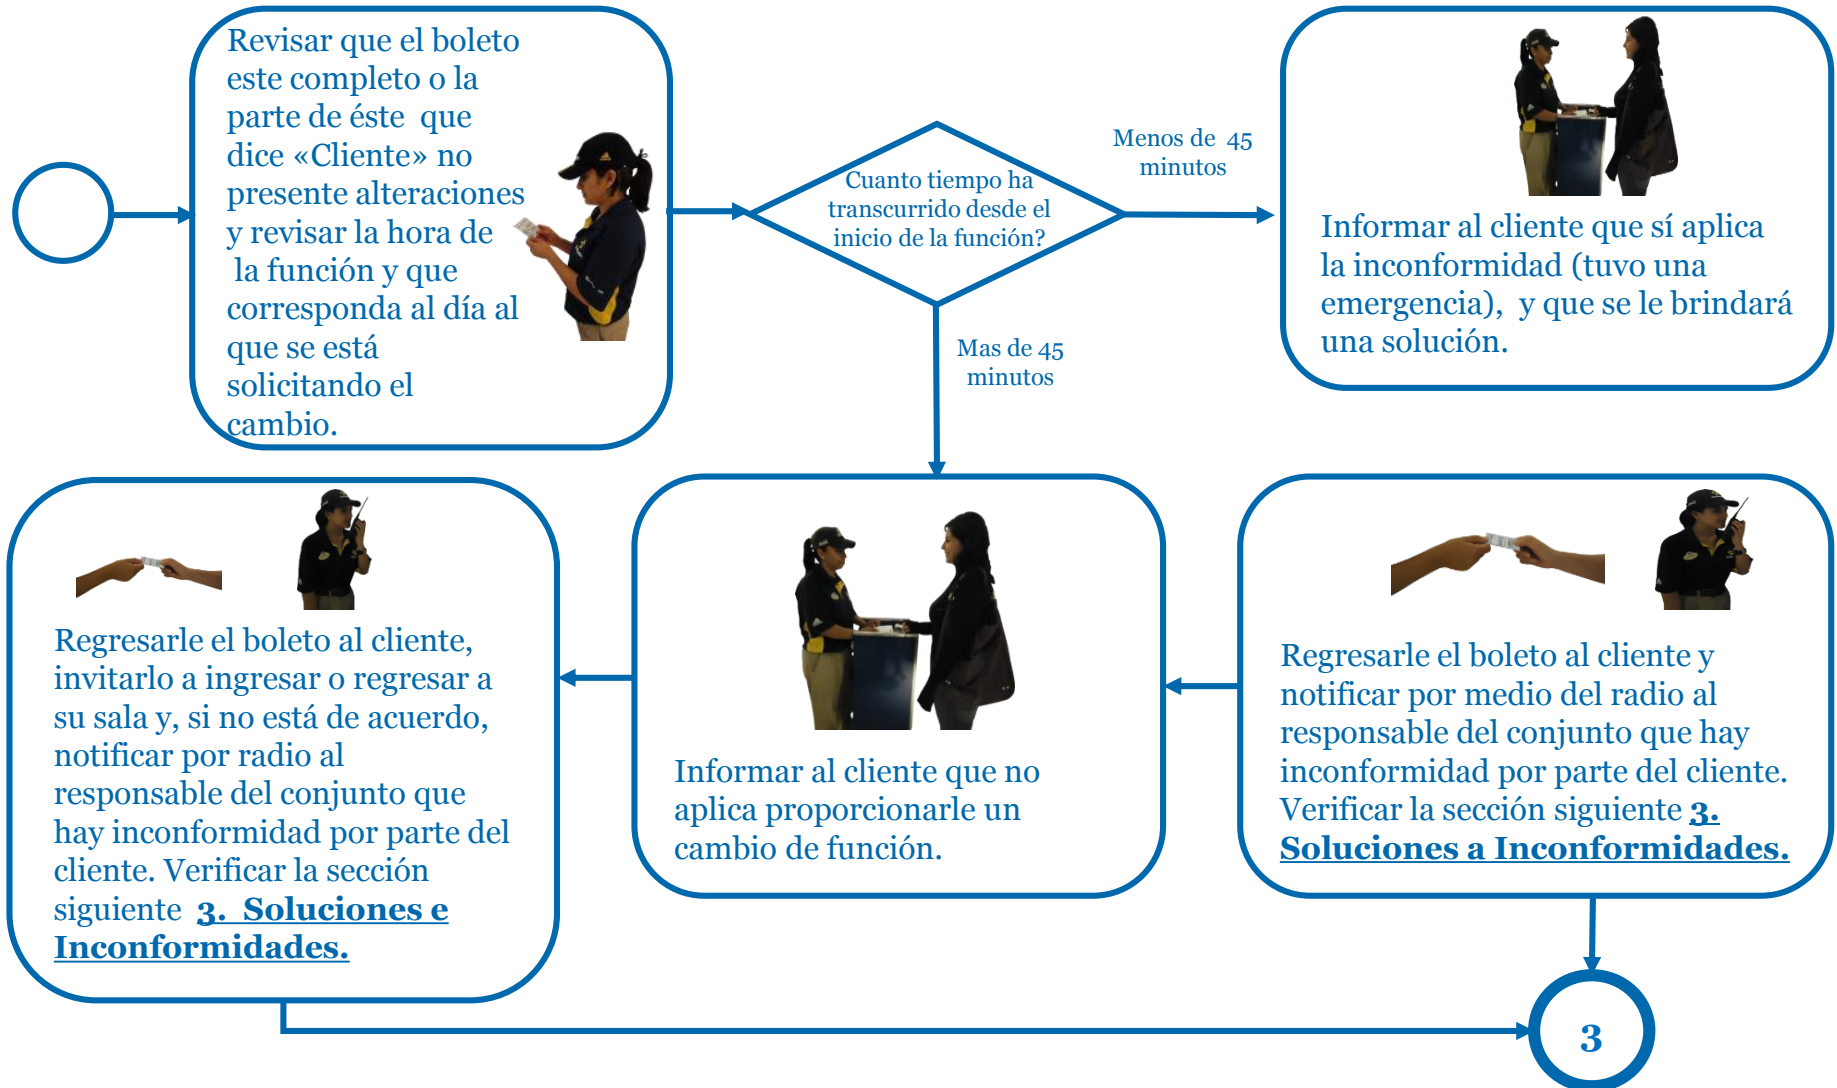 Revisar que el boleto
este completo o la
parte de éste que
dice «Cliente» no
presente alteraciones
y revisar la hora de
la función y que
corresponda al día al
que se está
solicitando el
cambio.
Cuanto tiempo ha
transcurrido desde el
inicio de la función?
Menos de 45
minutos
Informar al cliente que sí aplica
la inconformidad (tuvo una
emergencia), y que se le brindará
una solución.
Mas de 45
minutos
Regresarle el boleto al cliente,
invitarlo a ingresar o regresar a
su sala y, si no está de acuerdo,
notificar por radio al
responsable del conjunto que
hay inconformidad por parte del
cliente. Verificar la sección
siguiente 3. Soluciones e
Inconformidades.
Informar al cliente que no
aplica proporcionarle un
cambio de función.
Regresarle el boleto al cliente y
notificar por medio del radio al
responsable del conjunto que hay
inconformidad por parte del cliente.
Verificar la sección siguiente 3.
Soluciones a Inconformidades.
3